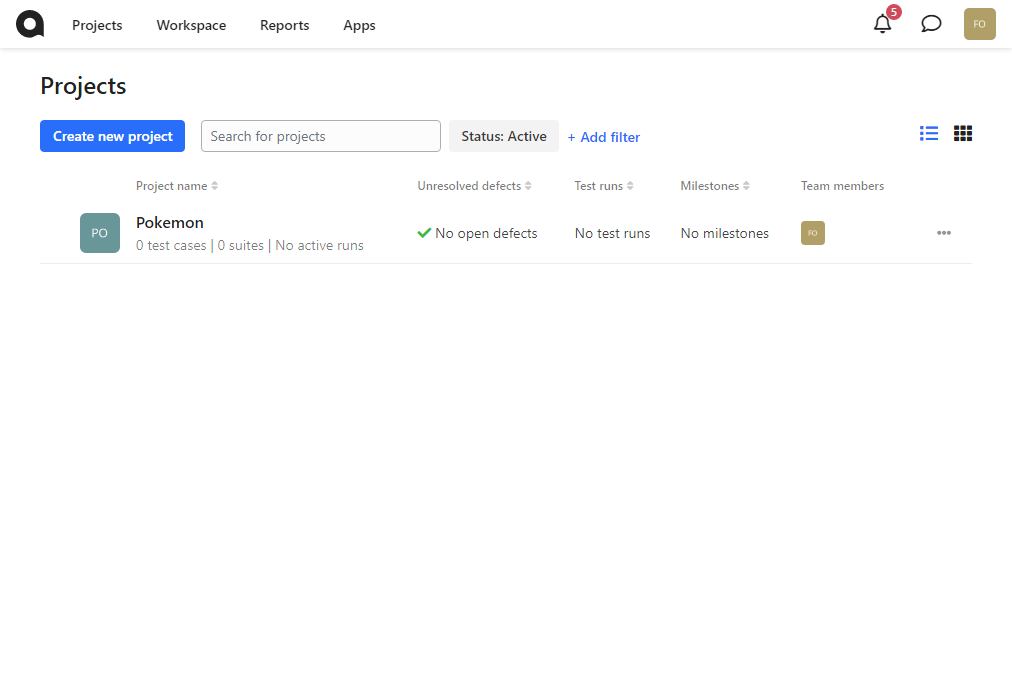 Projects Workspace Reports Apps 5 FO
Projects
Create new project Search for projects Status: Active + Add filter
Project name Unresolved defects Test runs Milestones Team members
PO Pokemon No open defects No test runs No milestones FO
0 test cases | 0 suites | No active runs